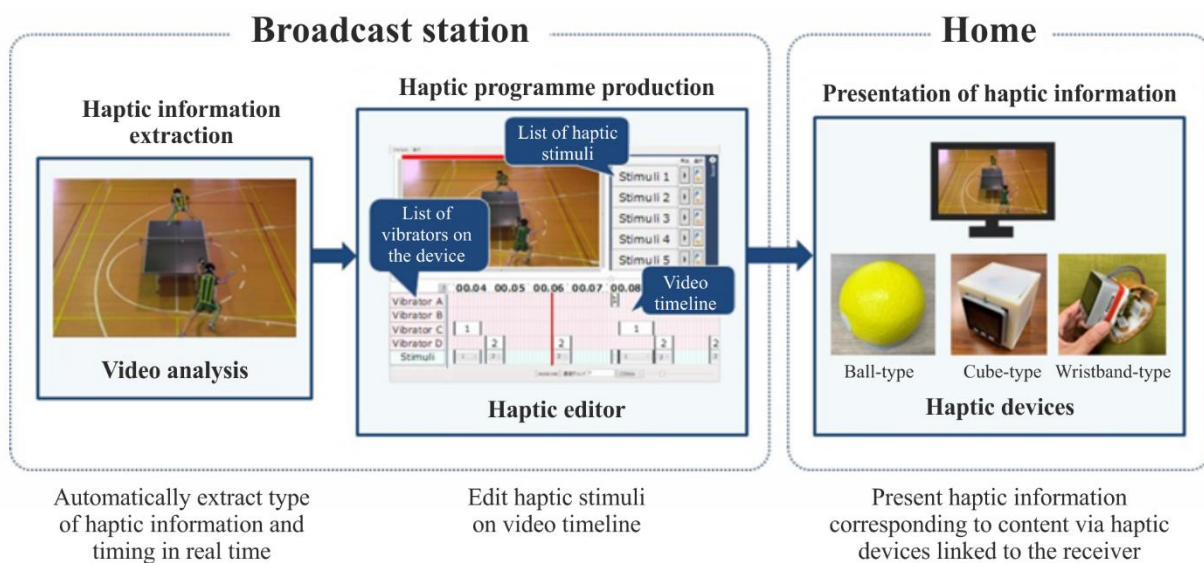 Broadcast station
Home
Haptic information
extraction
Video analysis
Haptic programme production
List of haptic
stimuli
Stimuli 1
Stimuli 2
Stimuli 3
Stimuli 4
Stimuli 5
List of
vibrators on
the device
Video
timeline
00.04 00.05 00.06 00.07 00.08
Vibrator A
Vibrator B
Vibrator C 1 1
Vibrator D 2 2 2 2
Stimuli
Haptic editor
Presentation of haptic information
Ball-type Cube-type Wristband-type
Haptic devices
Automatically extract type
of haptic information and
timing in real time
Edit haptic stimuli
on video timeline
Present haptic information
corresponding to content via haptic
devices linked to the receiver